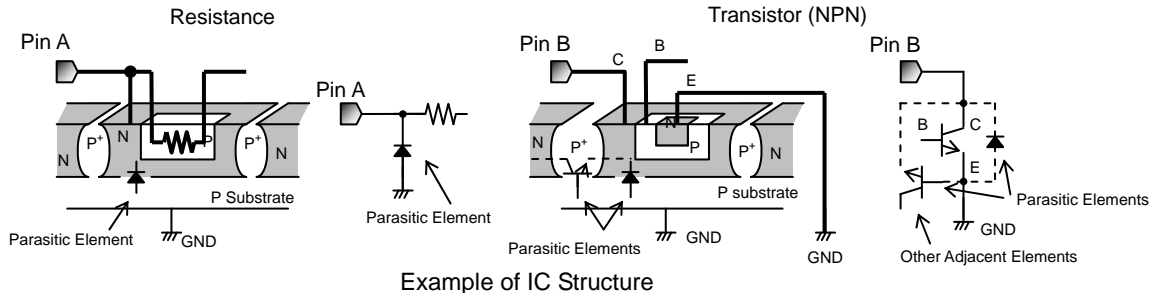 Resistance
Transistor (NPN)
Pin A
Pin B
C
B
E
Pin B
Pin A
N
N
P+
P
P+
N
N
P+
N
P
P+
N
B
C
E
P Substrate
P substrate
Parasitic Element
GND
Parasitic Element
Parasitic Elements
GND
GND
Parasitic Elements
GND
Other Adjacent Elements
Example of IC Structure